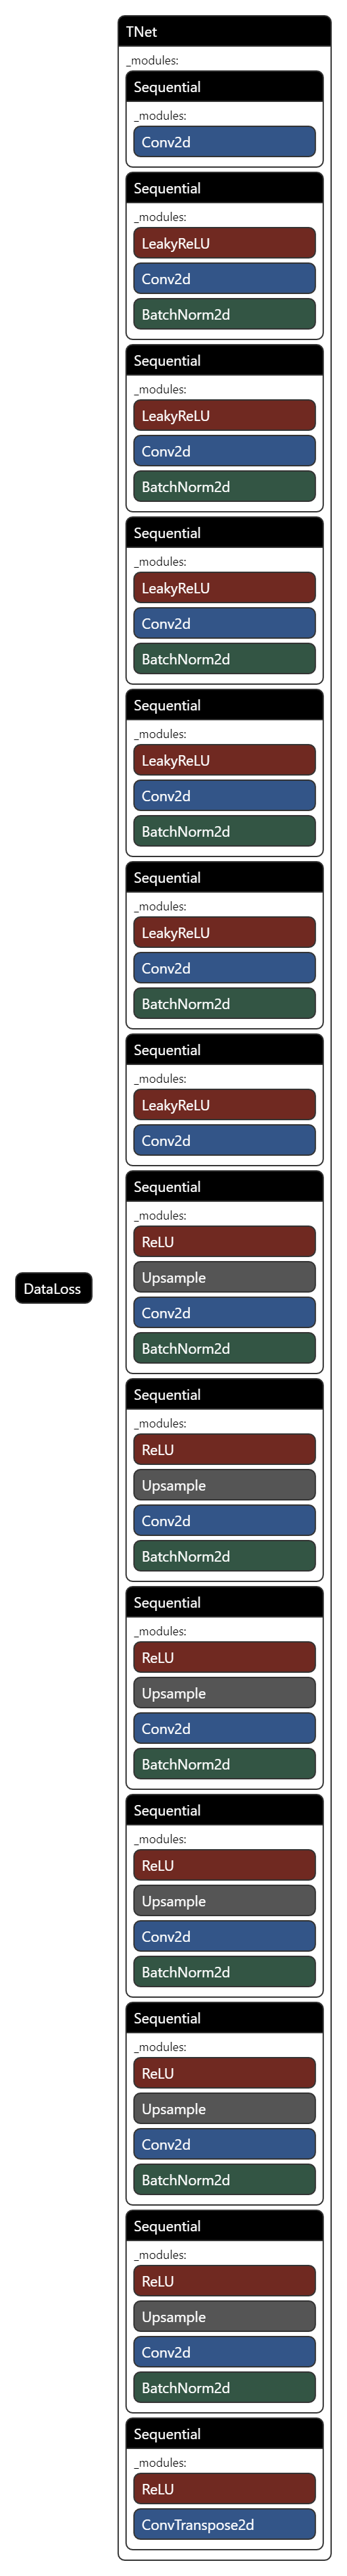 TNet
_modules:
Sequential
_modules:
Conv2d
Sequential
_modules:
LeakyReLU
Conv2d
BatchNorm2d
Sequential
_modules:
LeakyReLU
Conv2d
BatchNorm2d
Sequential
_modules:
LeakyReLU
Conv2d
BatchNorm2d
Sequential
_modules:
LeakyReLU
Conv2d
BatchNorm2d
Sequential
_modules:
LeakyReLU
Conv2d
BatchNorm2d
Sequential
_modules:
LeakyReLU
Conv2d
Sequential
_modules:
ReLU
Upsample
Conv2d
BatchNorm2d
DataLoss
Sequential
_modules:
ReLU
Upsample
Conv2d
BatchNorm2d
Sequential
_modules:
ReLU
Upsample
Conv2d
BatchNorm2d
Sequential
_modules:
ReLU
Upsample
Conv2d
BatchNorm2d
Sequential
_modules:
ReLU
Upsample
Conv2d
BatchNorm2d
Sequential
_modules:
ReLU
Upsample
Conv2d
BatchNorm2d
Sequential
_modules:
ReLU
ConvTranspose2d